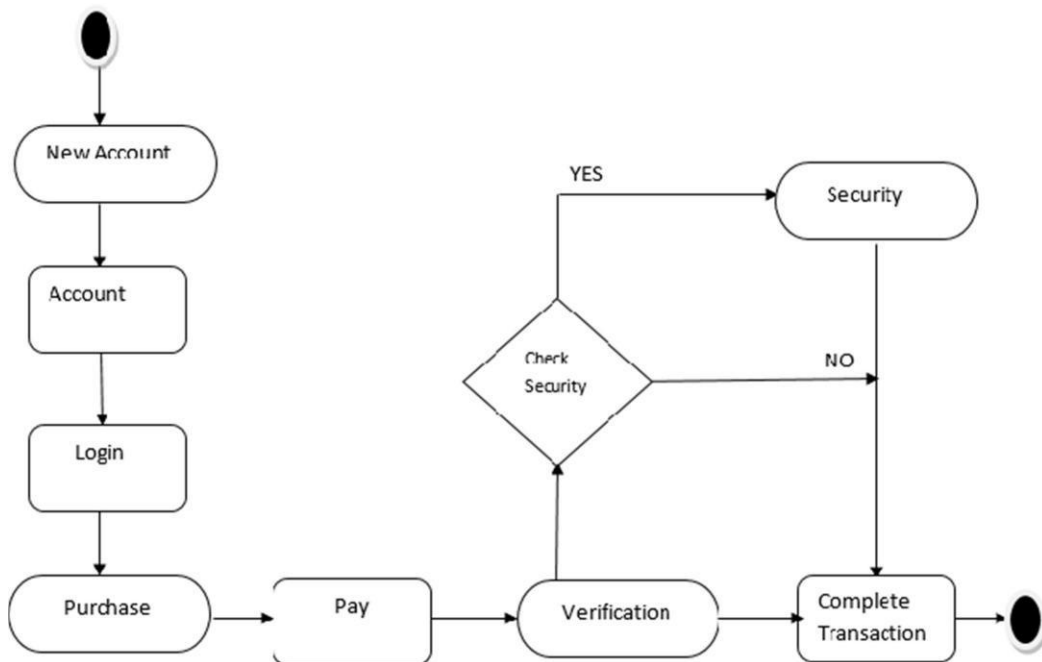 New Account
Account
Login
Purchase
Pay
Verification
Check
Security
YES
Security
NO
Complete
Transaction